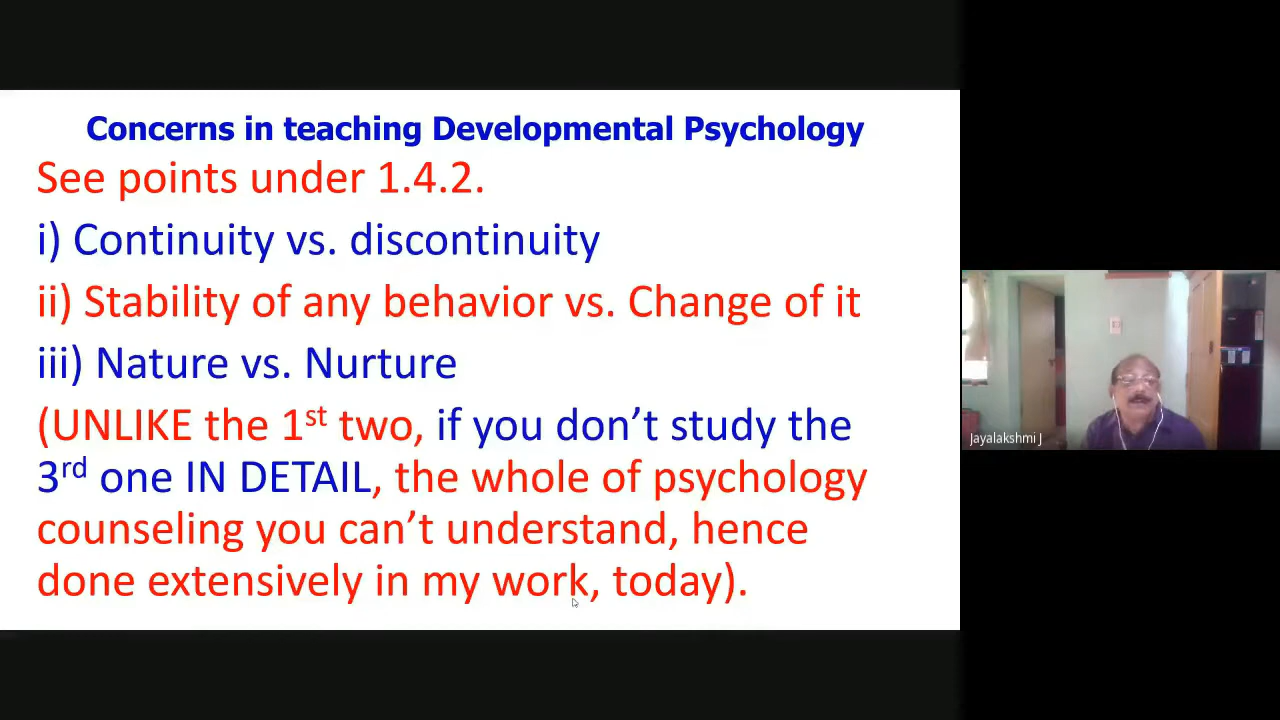 Concerns in teaching Developmental Psychology
See points under 1.4.2.
i) Continuity vs. discontinuity
ii) Stability of any behavior vs. Change of it
iii) Nature vs. Nurture
(UNLIKE the 1st two, if you don’t study the
3rd one IN DETAIL, the whole of psychology
counseling you can’t understand, hence
done extensively in my work, today).
Jayalakshmi J